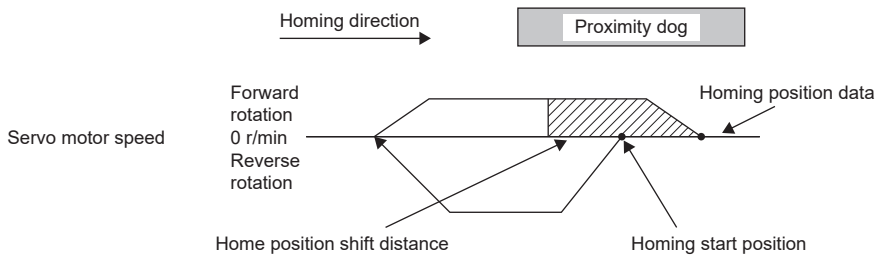 Homing direction
Proximity dog
Forward
rotation
Homing position data
Servo motor speed
0 r/min
Reverse
rotation
Home position shift distance
Homing start position